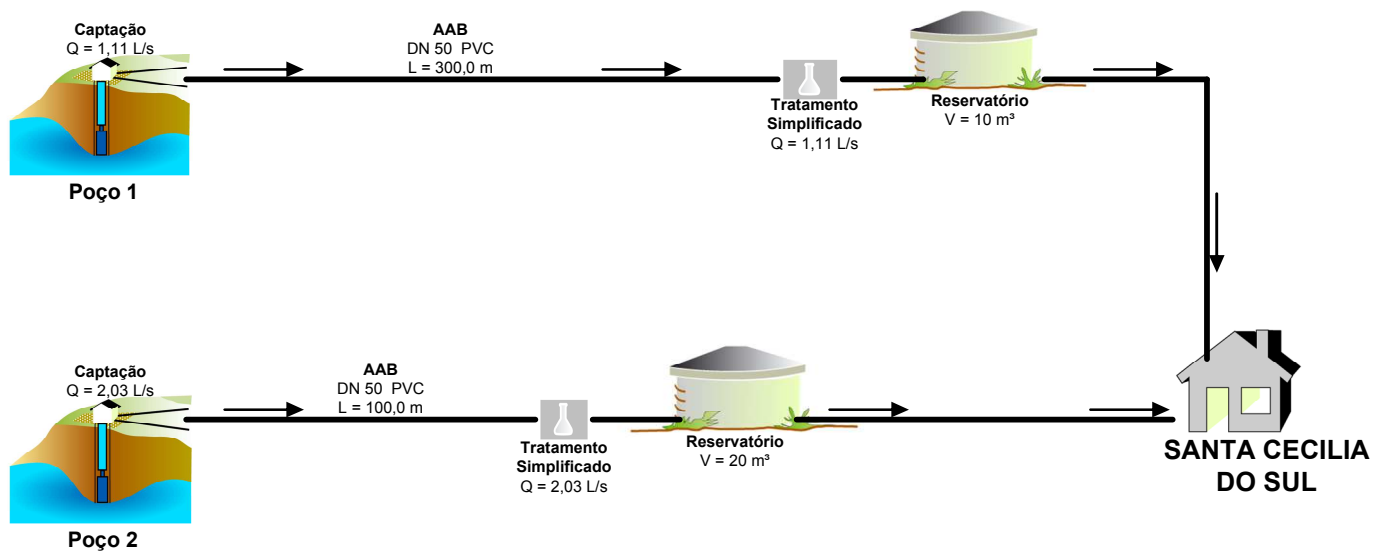 Captação
Q = 1,11 L/s
AAB
DN 50 PVC
L = 300,0 m
Tratamento
Simplificado
Q = 1,11 L/s
Reservatório
V = 10 m³
Poço 1
Captação
Q = 2,03 L/s
AAB
DN 50 PVC
L = 100,0 m
Tratamento
Simplificado
Q = 2,03 L/s
Reservatório
V = 20 m³
SANTA CECILIA
DO SUL
Poço 2